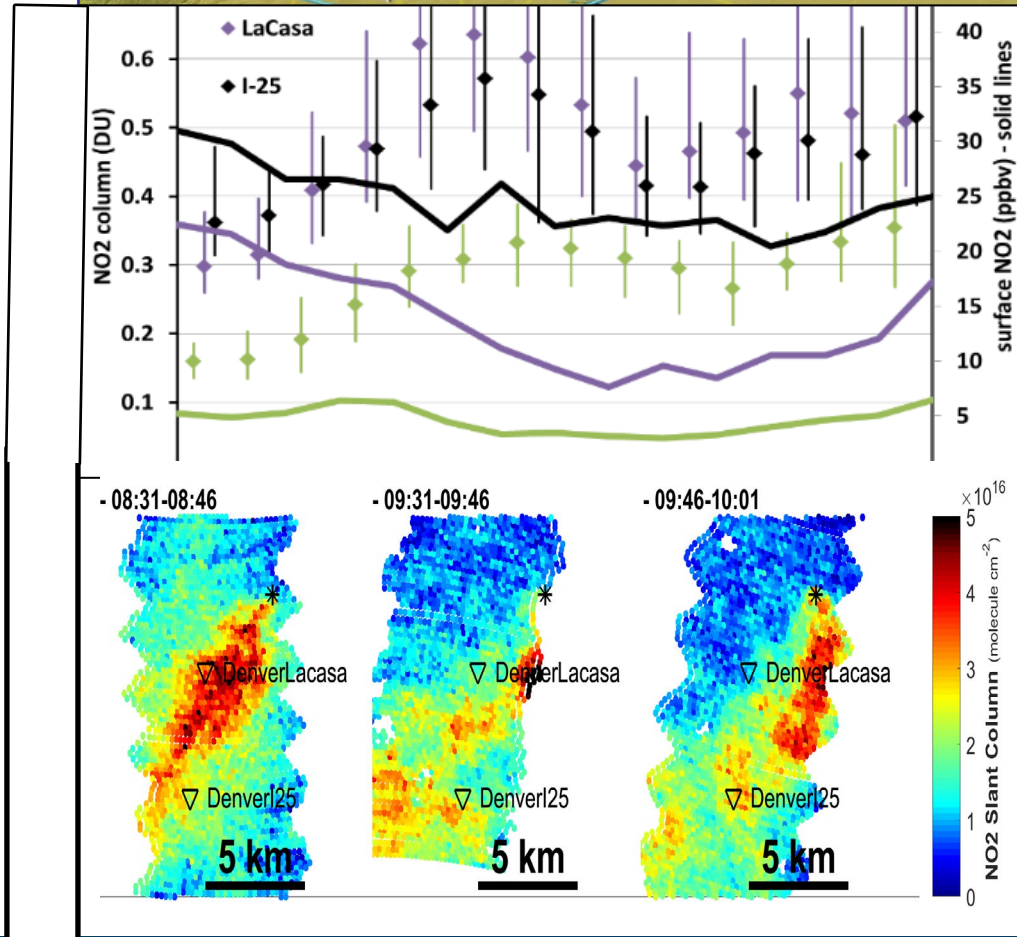 LaCasa
I-25
NO2 column (DU)
0.6
0.5
0.4
0.3
0.2
0.1
40
35
30
25
20
15
10
5
surface NO2 (ppbv) - solid lines
- 08:31-08:46
- 09:31-09:46
- 09:46-10:01
DenverLacasa
DenverLacasa
DenverLacasa
DenverI25
DenverI25
DenverI25
5 km
5 km
5 km
×10^16
5
4
3
2
1
0
NO2 Slant Column (molecule cm^-2)